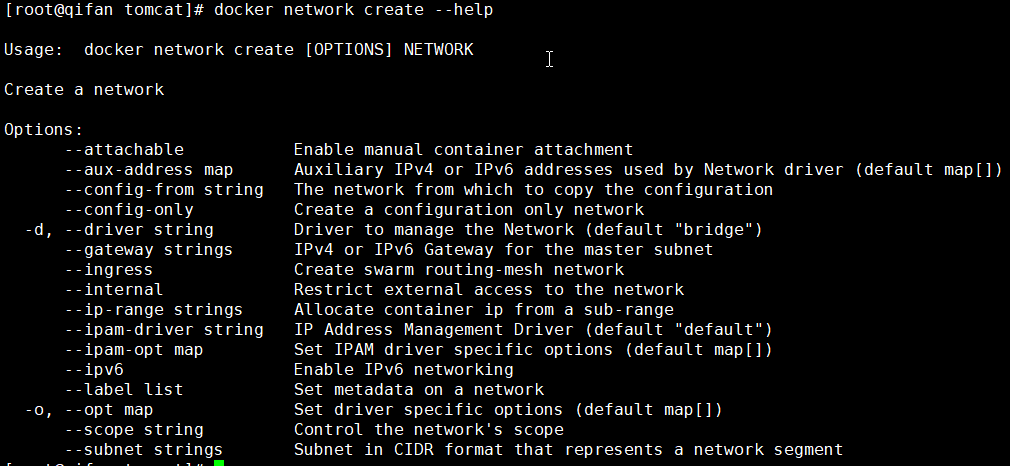 [root@qifan tomcat]# docker network create --help
Usage:  docker network create [OPTIONS] NETWORK
Create a network
Options:
      --attachable           Enable manual container attachment
      --aux-address map      Auxiliary IPv4 or IPv6 addresses used by Network driver (default map[])
      --config-from string   The network from which to copy the configuration
      --config-only          Create a configuration only network
  -d, --driver string        Driver to manage the Network (default "bridge")
      --gateway strings      IPv4 or IPv6 Gateway for the master subnet
      --ingress              Create swarm routing-mesh network
      --internal             Restrict external access to the network
      --ip-range strings     Allocate container ip from a sub-range
      --ipam-driver string   IP Address Management Driver (default "default")
      --ipam-opt map         Set IPAM driver specific options (default map[])
      --ipv6                 Enable IPv6 networking
      --label list           Set metadata on a network
  -o, --opt map              Set driver specific options (default map[])
      --scope string         Control the network's scope
      --subnet strings       Subnet in CIDR format that represents a network segment
[root@qifan tomcat]#